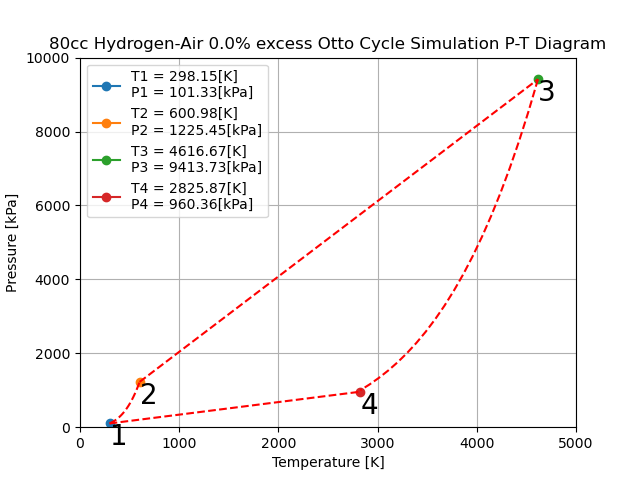 80cc Hydrogen-Air 0.0% excess Otto Cycle Simulation P-T Diagram
T1 = 298.15[K]
P1 = 101.33[kPa]
T2 = 600.98[K]
P2 = 1225.45[kPa]
T3 = 4616.67[K]
P3 = 9413.73[kPa]
T4 = 2825.87[K]
P4 = 960.36[kPa]
10000
8000
6000
4000
2000
0
Pressure [kPa]
1
2
3
4
0 1000 2000 3000 4000 5000
Temperature [K]